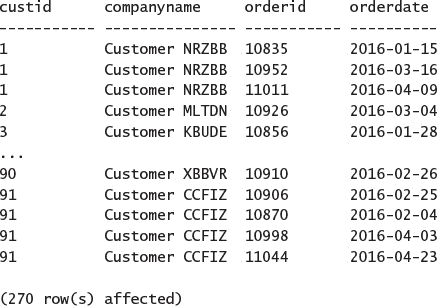 custid      companyname    orderid     orderdate
----------- --------------- ----------- ----------
1           Customer NRZBB 10835       2016-01-15
1           Customer NRZBB 10952       2016-03-16
1           Customer NRZBB 11011       2016-04-09
2           Customer MLTDN 10926       2016-03-04
3           Customer KBUDE 10856       2016-01-28
...
90          Customer XBBVR 10910       2016-02-26
91          Customer CCFIZ 10906       2016-02-25
91          Customer CCFIZ 10870       2016-02-04
91          Customer CCFIZ 10998       2016-04-03
91          Customer CCFIZ 11044       2016-04-23
(270 row(s) affected)